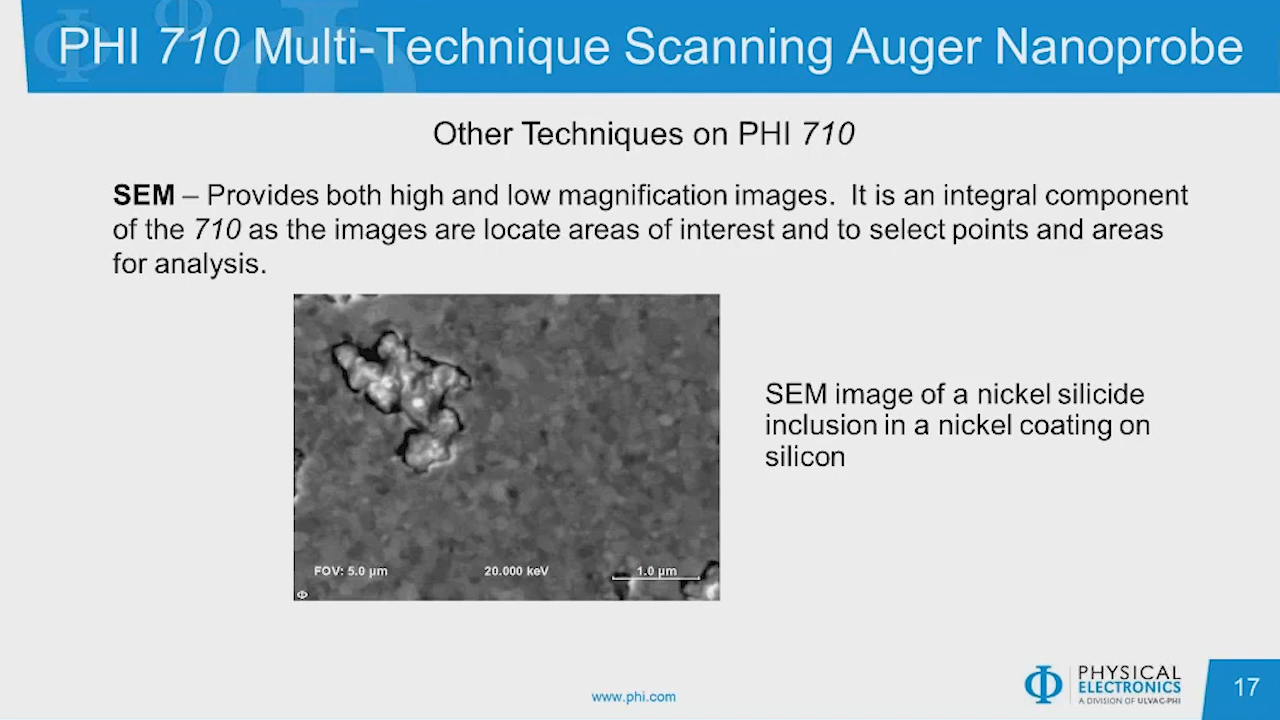 PHI 710 Multi-Technique Scanning Auger Nanoprobe
Other Techniques on PHI 710
SEM – Provides both high and low magnification images. It is an integral component
of the 710 as the images are locate areas of interest and to select points and areas
for analysis.
FOV: 5.0 µm 20.000 keV 1.0 µm
Φ
SEM image of a nickel silicide
inclusion in a nickel coating on
silicon
www.phi.com
Φ PHYSICAL
ELECTRONICS
A DIVISION OF ULVAC-PHI
17